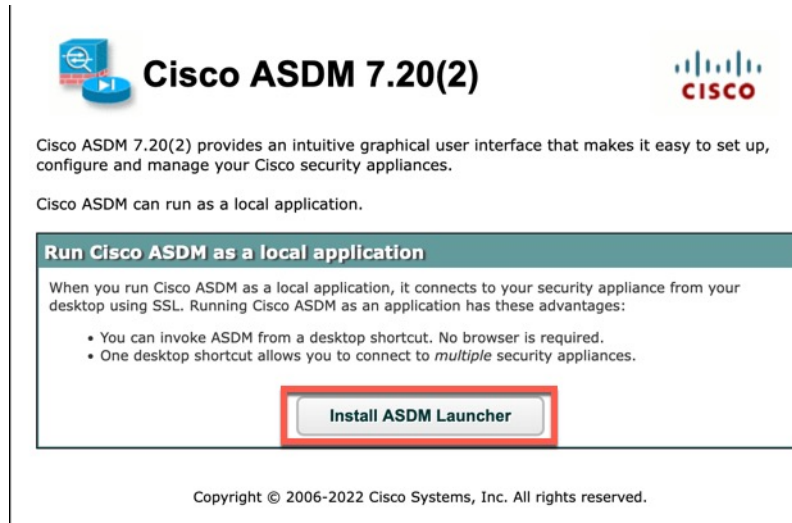 Cisco ASDM 7.20(2)
CISCO
Cisco ASDM 7.20(2) provides an intuitive graphical user interface that makes it easy to set up,
configure and manage your Cisco security appliances.
Cisco ASDM can run as a local application.
Run Cisco ASDM as a local application
When you run Cisco ASDM as a local application, it connects to your security appliance from your
desktop using SSL. Running Cisco ASDM as an application has these advantages:
• You can invoke ASDM from a desktop shortcut. No browser is required.
• One desktop shortcut allows you to connect to multiple security appliances.
Install ASDM Launcher
Copyright © 2006-2022 Cisco Systems, Inc. All rights reserved.